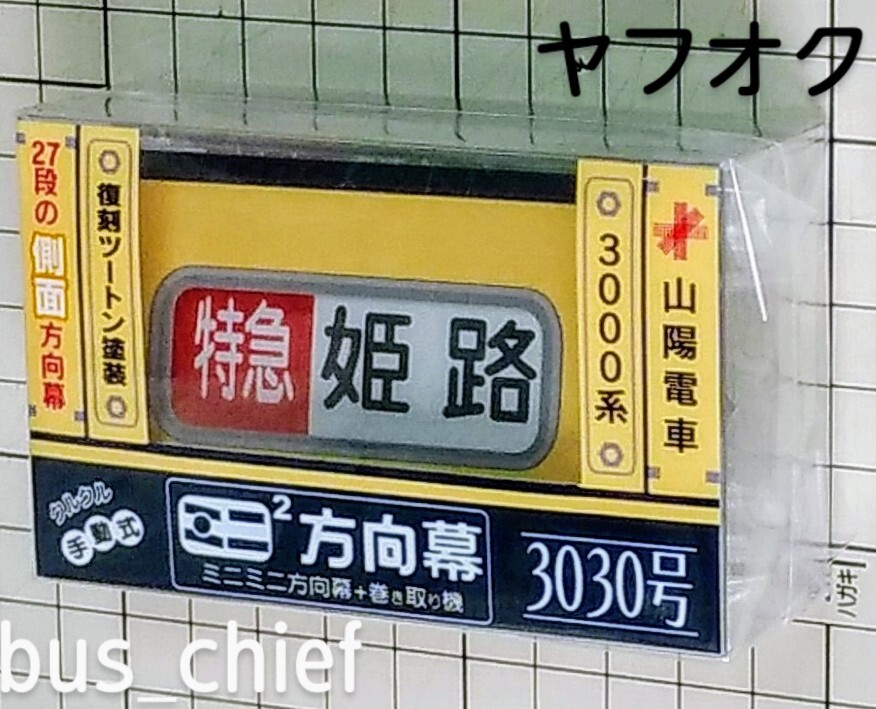 ヤフオク
27段の側面方向幕
復刻ツートン塗装
特急 姫路
3000系
山陽電車
クルクル
手動式
2方向幕
ミニミニ方向幕+巻き取り機
3030号
ハガキ
bus_chief